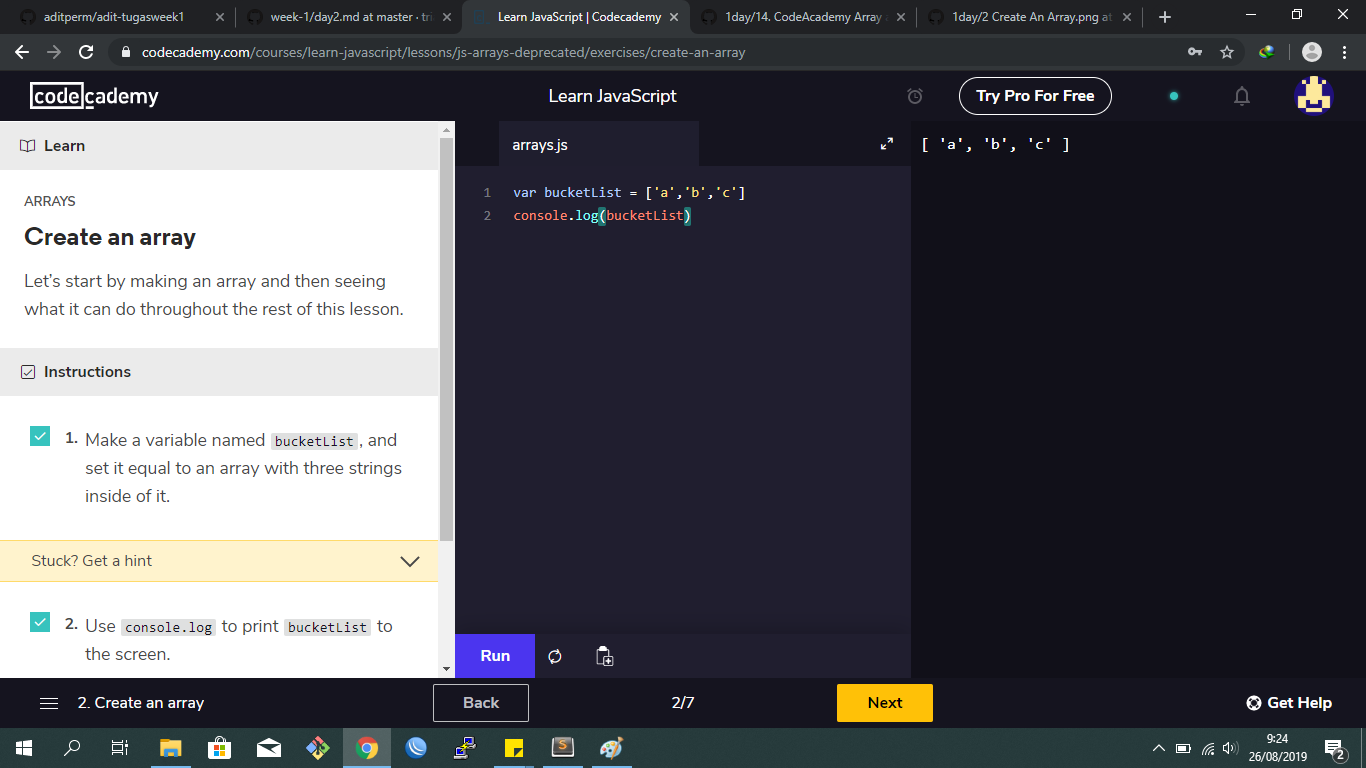 aditperm/adit-tugasweek1
week-1/day2.md at master · tri
Learn JavaScript | Codecademy
1day/14. CodeAcademy Array
1day/2 Create An Array.png at
codecademy.com/courses/learn-javascript/lessons/js-arrays-deprecated/exercises/create-an-array
codecademy
Learn JavaScript
Try Pro For Free
Learn
ARRAYS
Create an array
Let's start by making an array and then seeing
what it can do throughout the rest of this lesson.
Instructions
1. Make a variable named bucketList, and
set it equal to an array with three strings
inside of it.
Stuck? Get a hint
2. Use console.log to print bucketList to
the screen.
arrays.js
1 var bucketList = ['a','b','c']
2 console.log(bucketList)
Run
[ 'a', 'b', 'c' ]
2. Create an array
Back
2/7
Next
Get Help
9:24
26/08/2019
2